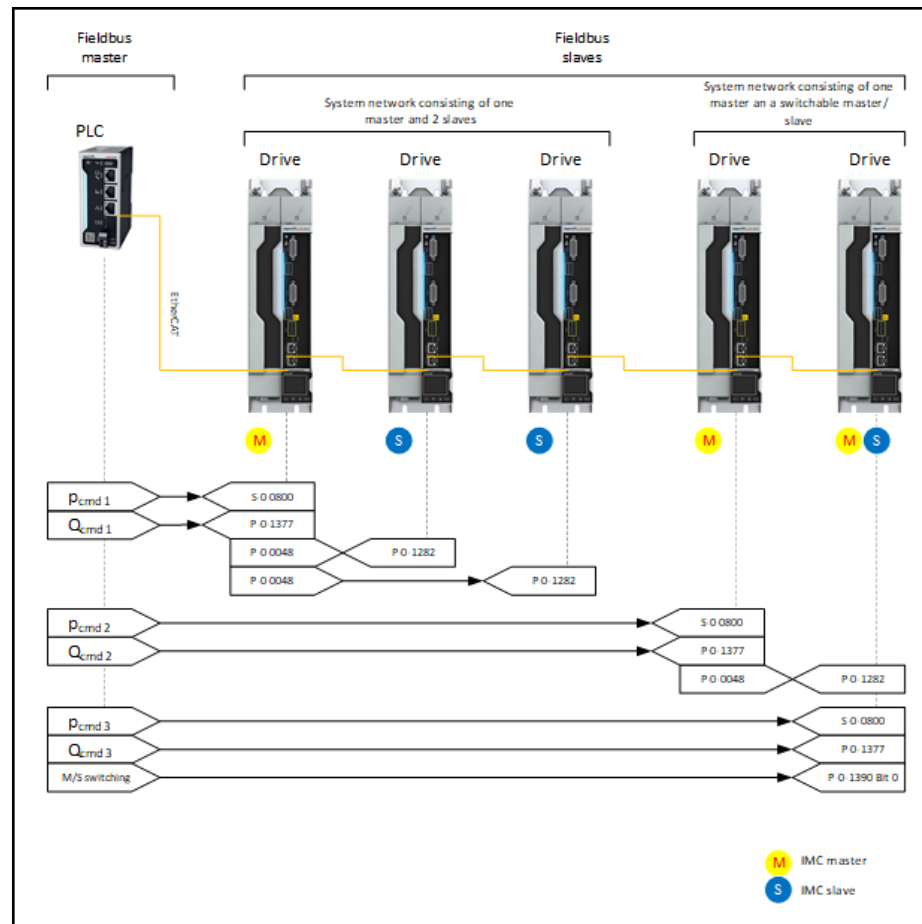 Fieldbus
master
Fieldbus
slaves
System network consisting of one
master and 2 slaves
System network consisting of one
master an a switchable master/
slave
PLC
Drive
Drive
Drive
Drive
Drive
EtherCAT
M
S
S
M
M
S
pcmd 1
S-0-0800
Qcmd 1
P-0-1377
P-0-0048
P-0-1282
P-0-0048
P-0-1282
pcmd 2
S-0-0800
Qcmd 2
P-0-1377
P-0-0048
P-0-1282
pcmd 3
S-0-0800
Qcmd 3
P-0-1377
M/S switching
P-0-1390 Bit 0
M
IMC master
S
IMC slave